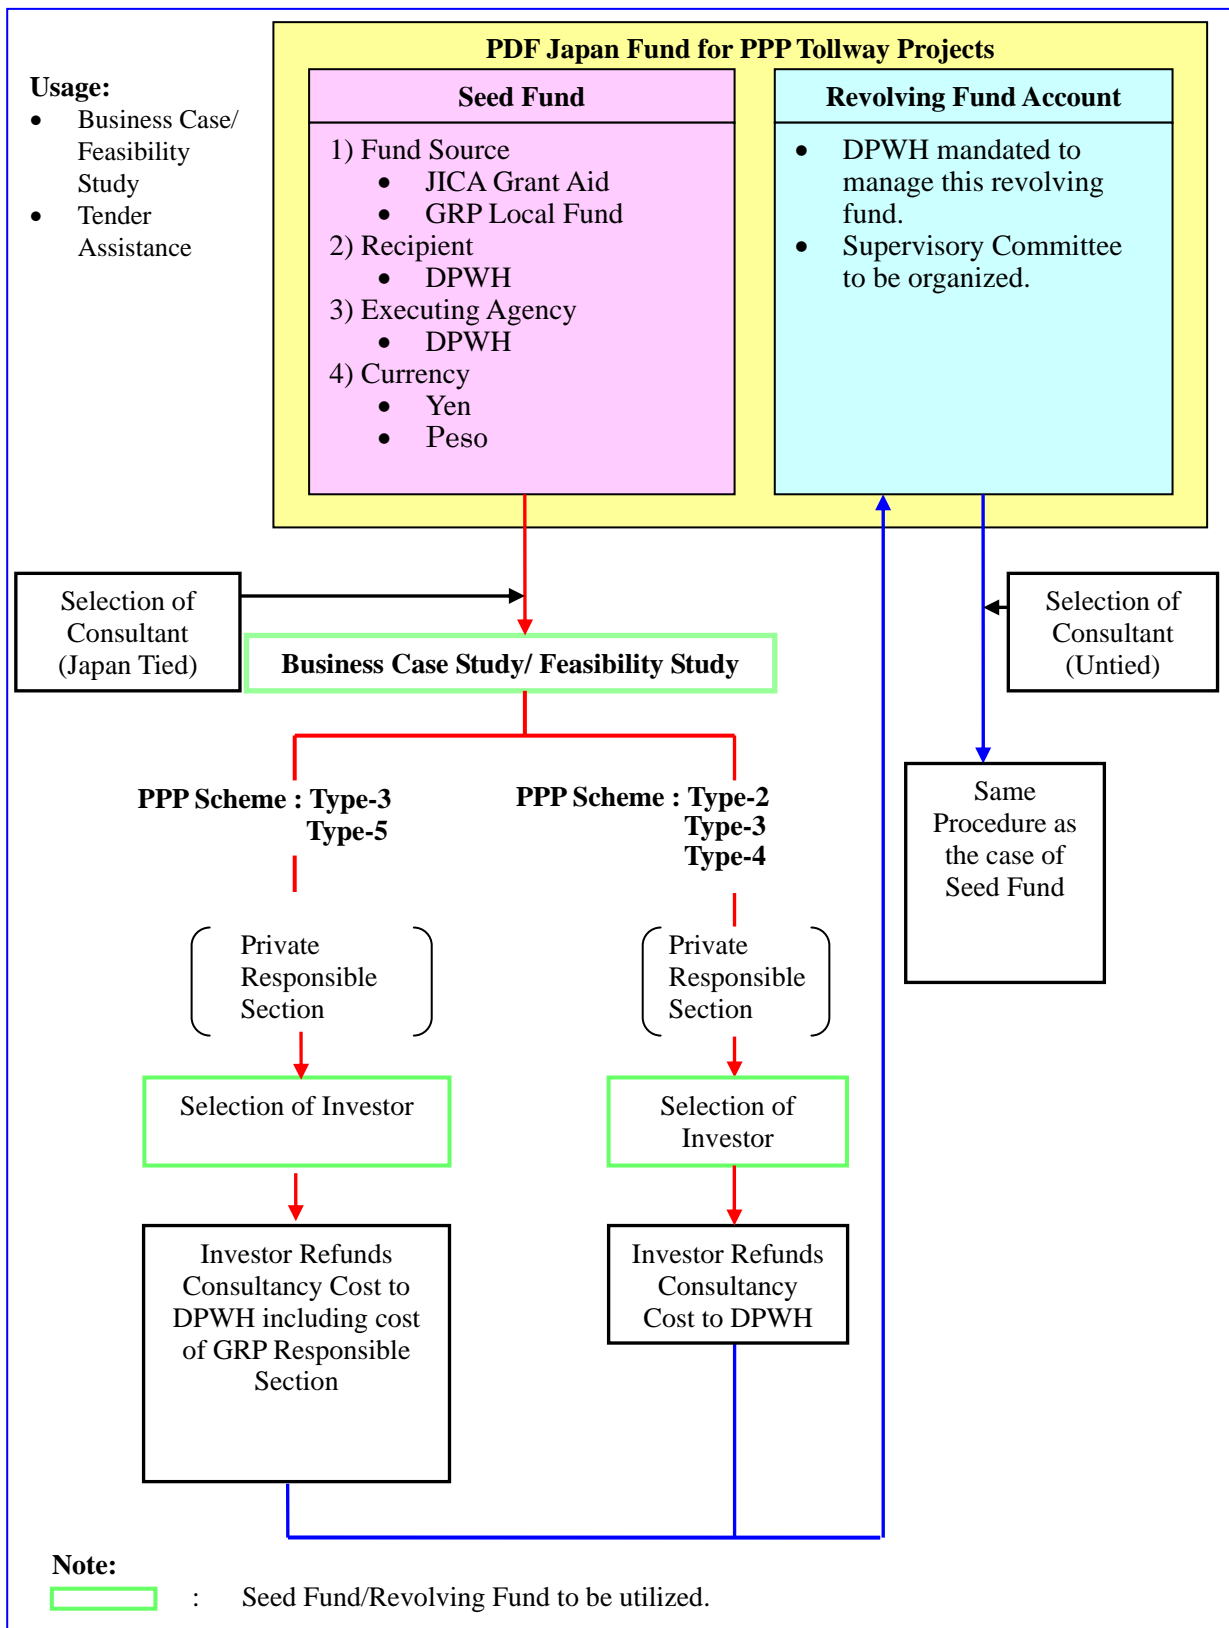 PDF Japan Fund for PPP Tollway Projects
Usage:
• Business Case/
Feasibility
Study
• Tender
Assistance
Seed Fund
1) Fund Source
• JICA Grant Aid
• GRP Local Fund
2) Recipient
• DPWH
3) Executing Agency
• DPWH
4) Currency
• Yen
• Peso
Revolving Fund Account
• DPWH mandated to
manage this revolving
fund.
• Supervisory Committee
to be organized.
Selection of
Consultant
(Japan Tied)
Business Case Study/ Feasibility Study
Selection of
Consultant
(Untied)
PPP Scheme : Type-3
Type-5
PPP Scheme : Type-2
Type-3
Type-4
Same
Procedure as
the case of
Seed Fund
Private
Responsible
Section
Private
Responsible
Section
Selection of Investor
Selection of
Investor
Investor Refunds
Consultancy Cost to
DPWH including cost
of GRP Responsible
Section
Investor Refunds
Consultancy
Cost to DPWH
Note:
: Seed Fund/Revolving Fund to be utilized.